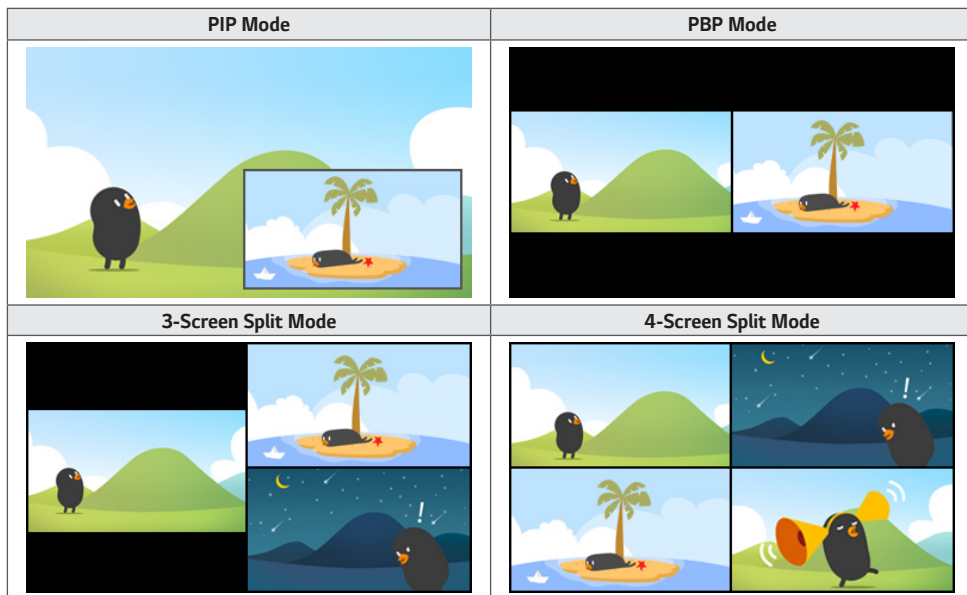 PIP Mode
PBP Mode
3-Screen Split Mode
4-Screen Split Mode